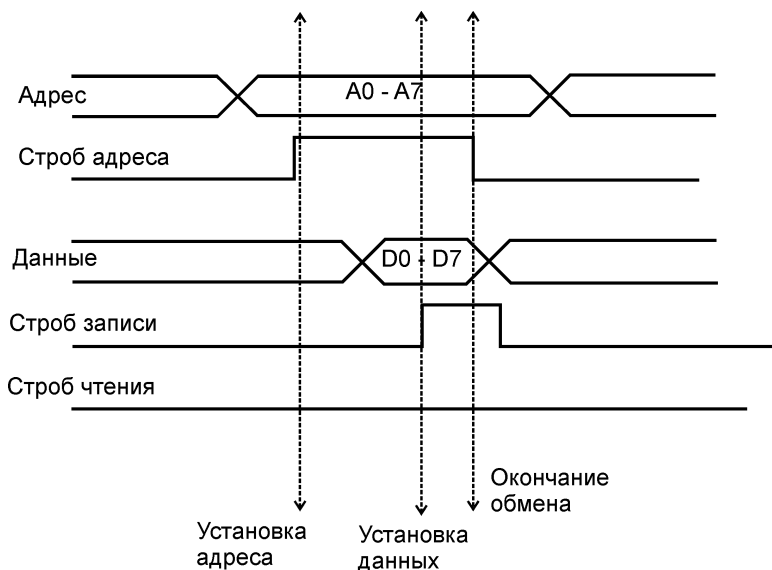 Адрес
A0 - A7
Строб адреса
Данные
D0 - D7
Строб записи
Строб чтения
Окончание
обмена
Установка
адреса
Установка
данных